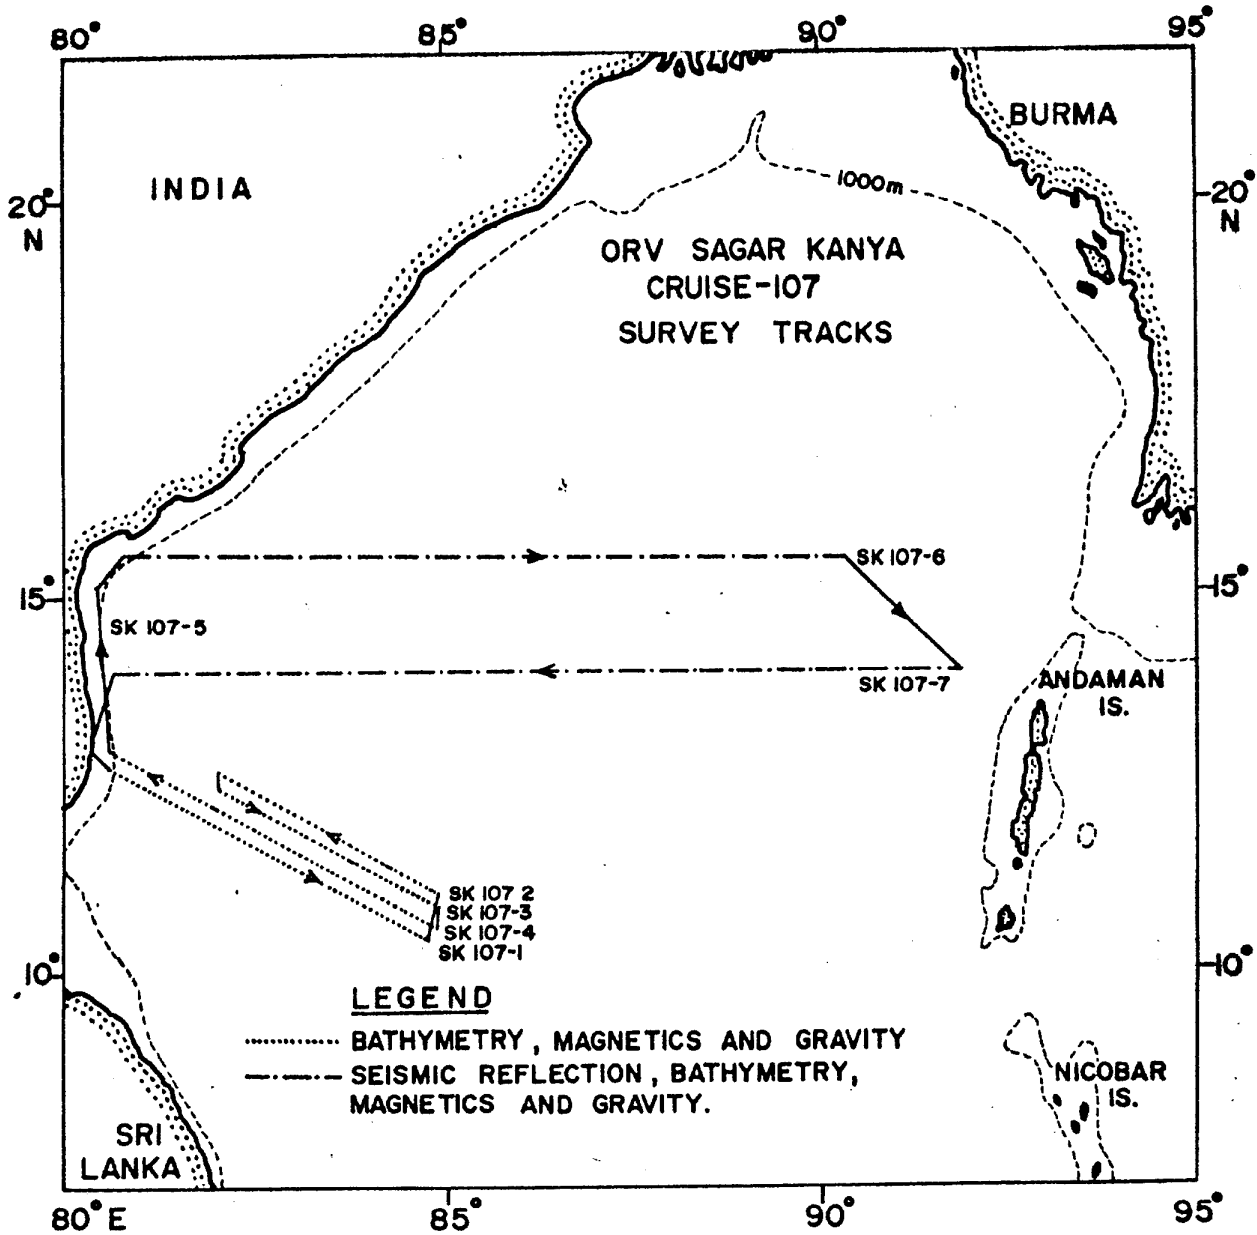 80° 85° 90° 95°
BURMA
INDIA
1000m
20° 20°
N N
ORV SAGAR KANYA
CRUISE-107
SURVEY TRACKS
SK 107-6
15° 15°
SK 107-5
SK 107-7
ANDAMAN
IS.
SK 107 2
SK 107-3
SK 107-4
SK 107-1
10° 10°
LEGEND
BATHYMETRY, MAGNETICS AND GRAVITY
SEISMIC REFLECTION, BATHYMETRY,
MAGNETICS AND GRAVITY.
NICOBAR
IS.
SRI
LANKA
80° E 85° 90° 95°